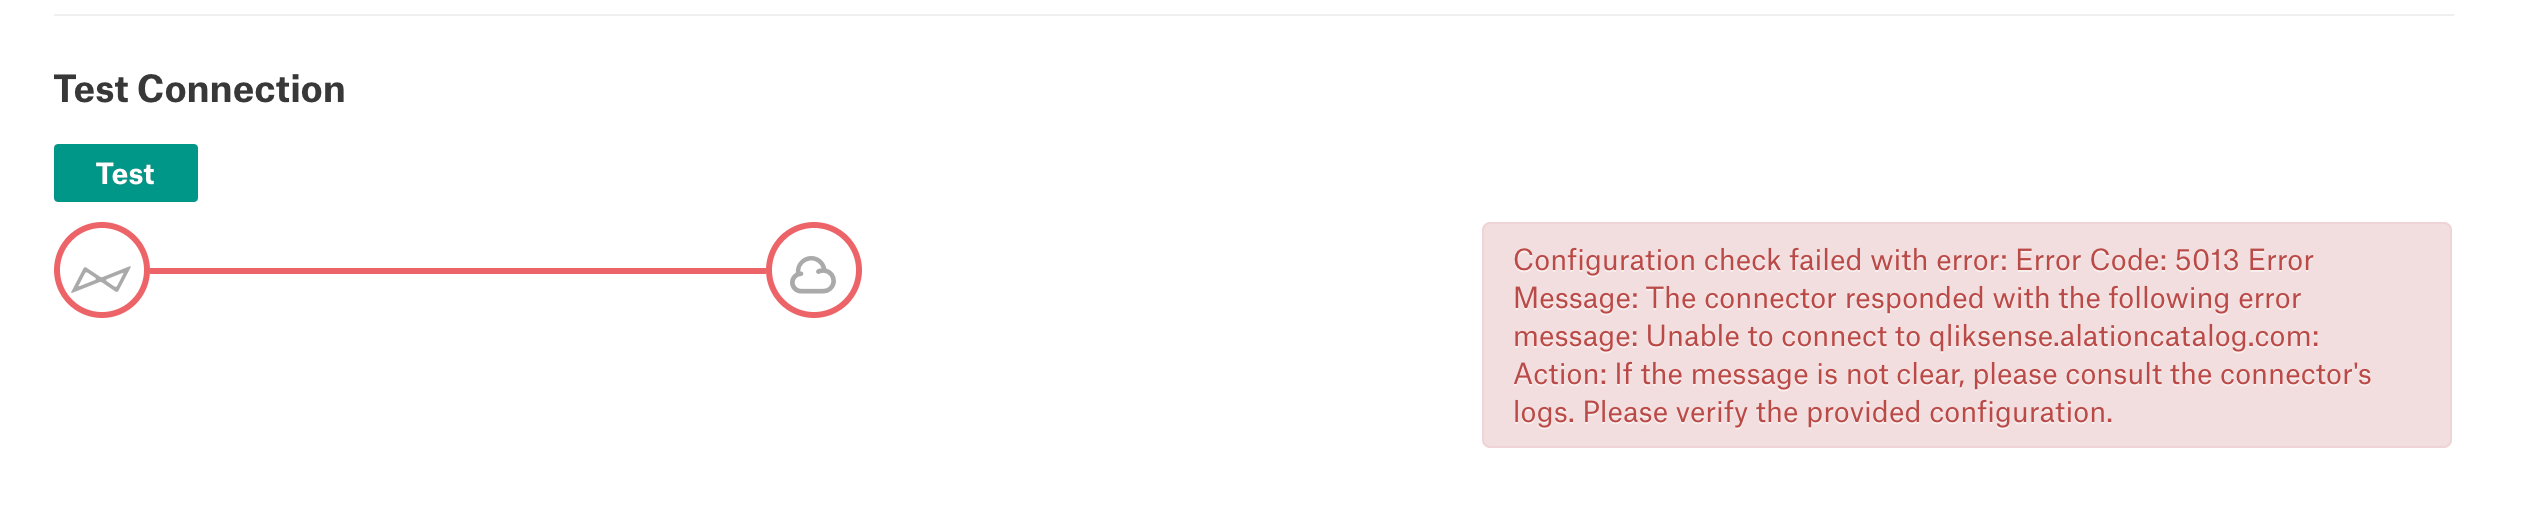 Test Connection
Test
Configuration check failed with error: Error Code: 5013 Error
Message: The connector responded with the following error
message: Unable to connect to qliksense.alationcatalog.com:
Action: If the message is not clear, please consult the connector's
logs. Please verify the provided configuration.